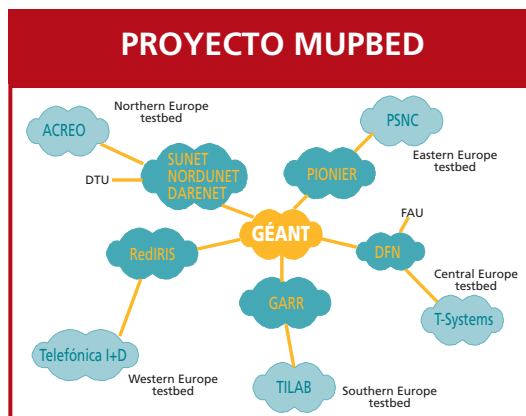 PROYECTO MUPBED
Northern Europe
testbed
ACREO
PSNC
SUNET
NORDUNET
DARENET
DTU
PIONIER
Eastern Europe
testbed
FAU
GÉANT
RedIRIS
DFN
Central Europe
testbed
GARR
T-Systems
Telefónica I+D
Western Europe
testbed
TILAB
Southern Europe
testbed